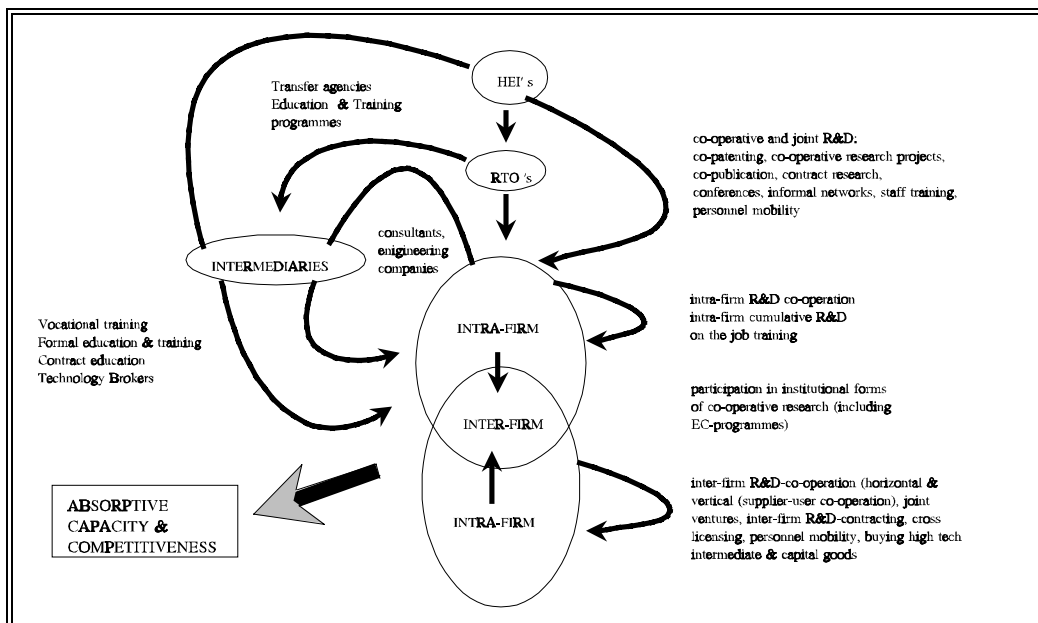 HEI's
Transfer agencies
Education & Training
programmes
co-operative and joint R&D:
co-patenting, co-operative research projects,
co-publication, contract research,
conferences, informal networks, staff training,
personnel mobility
RTO 's
consultants,
enigineering
companies
INTERMEDIARIES
intra-firm R&D co-operation
intra-firm cumulative R&D
on the job training
INTRA-FIRM
Vocational training
Formal education & training
Contract education
Technology Brokers
participation in institutional forms
of co-operative research (including
EC-programmes)
INTER-FIRM
inter-firm R&D-co-operation (horizontal &
vertical (supplier-user co-operation), joint
ventures, inter-firm R&D-contracting, cross
licensing, personnel mobility, buying high tech
intermediate & capital goods
INTRA-FIRM
ABSORPTIVE
CAPACITY &
COMPETITIVENESS